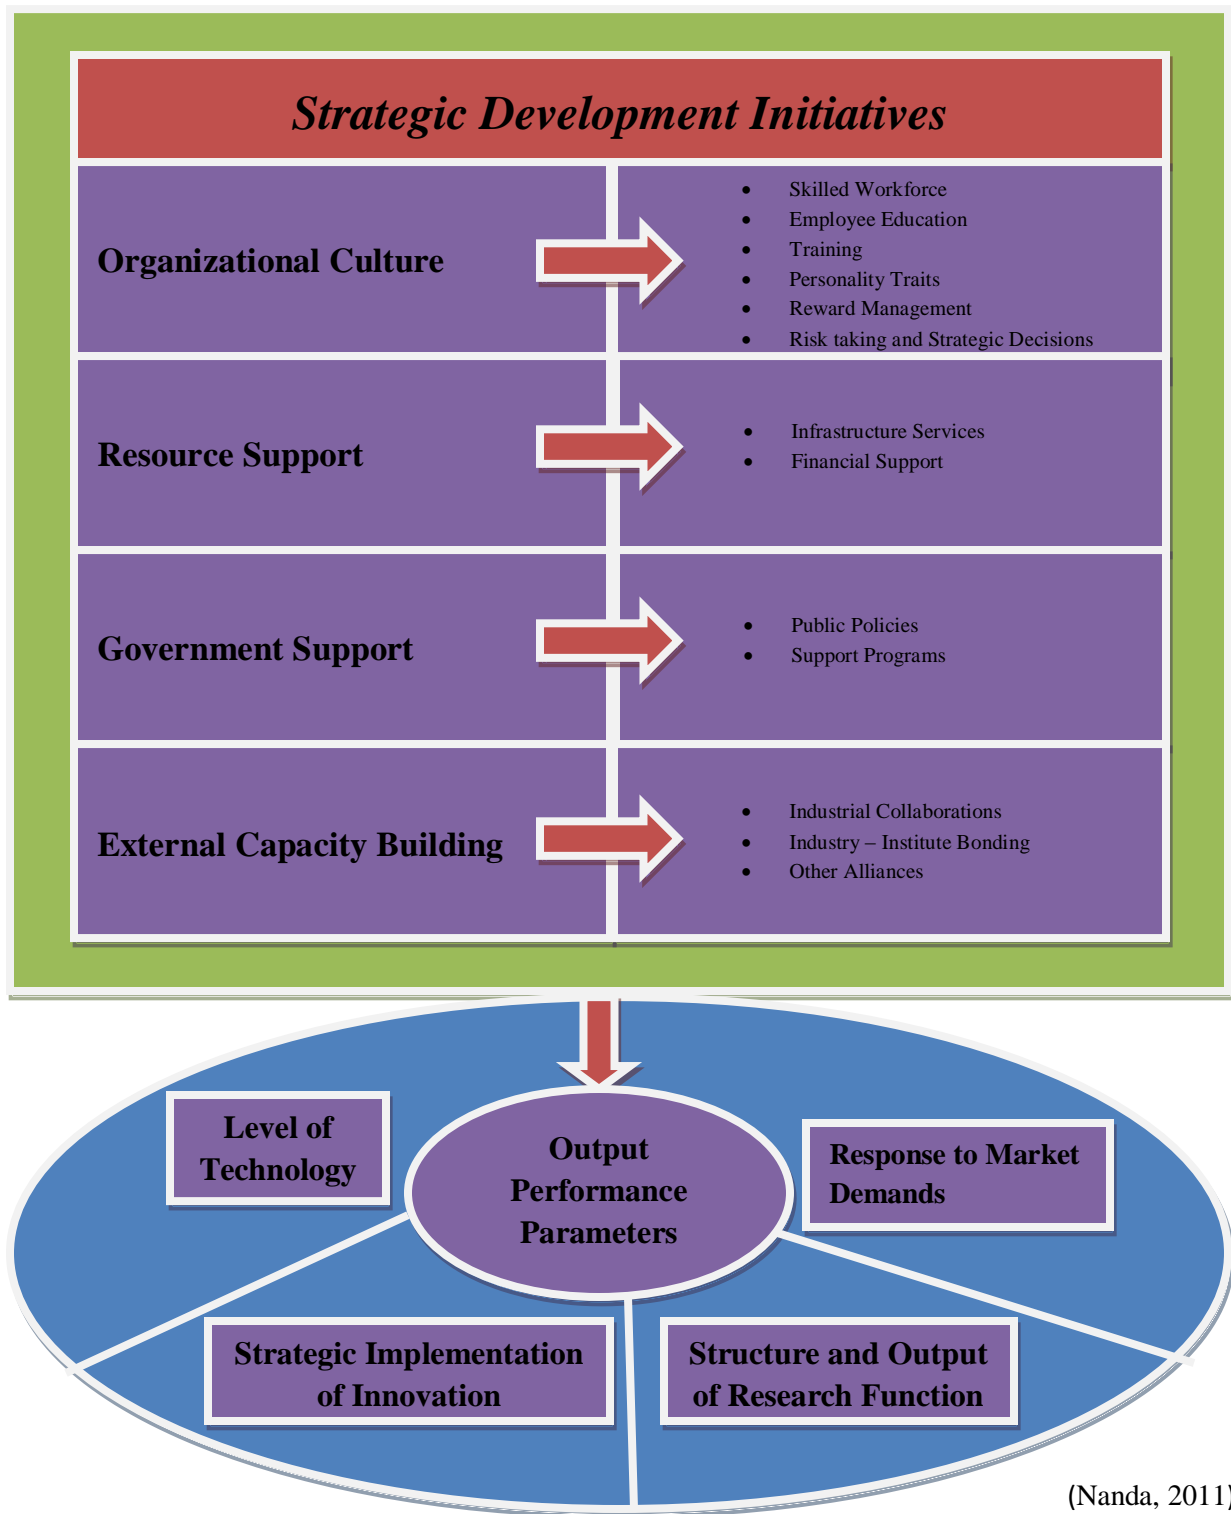 Strategic Development Initiatives
Organizational Culture
• Skilled Workforce
• Employee Education
• Training
• Personality Traits
• Reward Management
• Risk taking and Strategic Decisions
Resource Support
• Infrastructure Services
• Financial Support
Government Support
• Public Policies
• Support Programs
External Capacity Building
• Industrial Collaborations
• Industry – Institute Bonding
• Other Alliances
Level of
Technology
Output
Performance
Parameters
Response to Market
Demands
Strategic Implementation
of Innovation
Structure and Output
of Research Function
(Nanda, 2011)